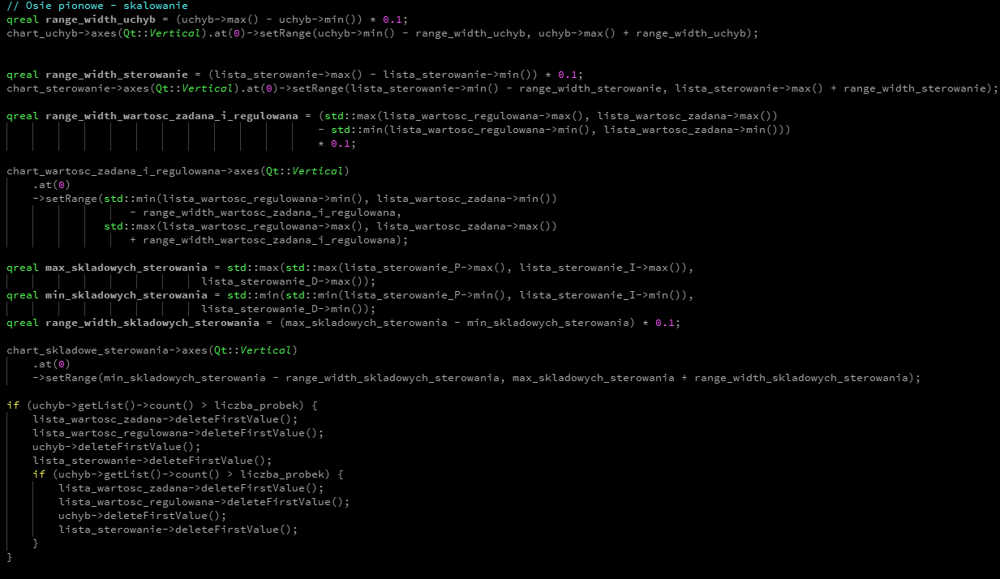 // Osie pionowe - skalowanie
qreal range_width_uchyb = (uchyb->max() - uchyb->min()) * 0.1;
chart_uchyb->axes(Qt::Vertical).at(0)->setRange(uchyb->min() - range_width_uchyb, uchyb->max() + range_width_uchyb);
qreal range_width_sterowanie = (lista_sterowanie->max() - lista_sterowanie->min()) * 0.1;
chart_sterowanie->axes(Qt::Vertical).at(0)->setRange(lista_sterowanie->min() - range_width_sterowanie, lista_sterowanie->max() + range_width_sterowanie);
qreal range_width_wartosc_zadana_i_regulowana = (std::max(lista_wartosc_regulowana->max(), lista_wartosc_zadana->max())
- std::min(lista_wartosc_regulowana->min(), lista_wartosc_zadana->min()))
* 0.1;
chart_wartosc_zadana_i_regulowana->axes(Qt::Vertical)
.at(0)
->setRange(std::min(lista_wartosc_regulowana->min(), lista_wartosc_zadana->min())
- range_width_wartosc_zadana_i_regulowana,
std::max(lista_wartosc_regulowana->max(), lista_wartosc_zadana->max())
+ range_width_wartosc_zadana_i_regulowana);
qreal max_skladowych_sterowania = std::max(std::max(lista_sterowanie_P->max(), lista_sterowanie_I->max()),
lista_sterowanie_D->max());
qreal min_skladowych_sterowania = std::min(std::min(lista_sterowanie_P->min(), lista_sterowanie_I->min()),
lista_sterowanie_D->min());
qreal range_width_skladowych_sterowania = (max_skladowych_sterowania - min_skladowych_sterowania) * 0.1;
chart_skladowe_sterowania->axes(Qt::Vertical)
.at(0)
->setRange(min_skladowych_sterowania - range_width_skladowych_sterowania, max_skladowych_sterowania + range_width_skladowych_sterowania);
if (uchyb->getList()->count() > liczba_probek) {
lista_wartosc_zadana->deleteFirstValue();
lista_wartosc_regulowana->deleteFirstValue();
uchyb->deleteFirstValue();
lista_sterowanie->deleteFirstValue();
if (uchyb->getList()->count() > liczba_probek) {
lista_wartosc_zadana->deleteFirstValue();
lista_wartosc_regulowana->deleteFirstValue();
uchyb->deleteFirstValue();
lista_sterowanie->deleteFirstValue();
}
}